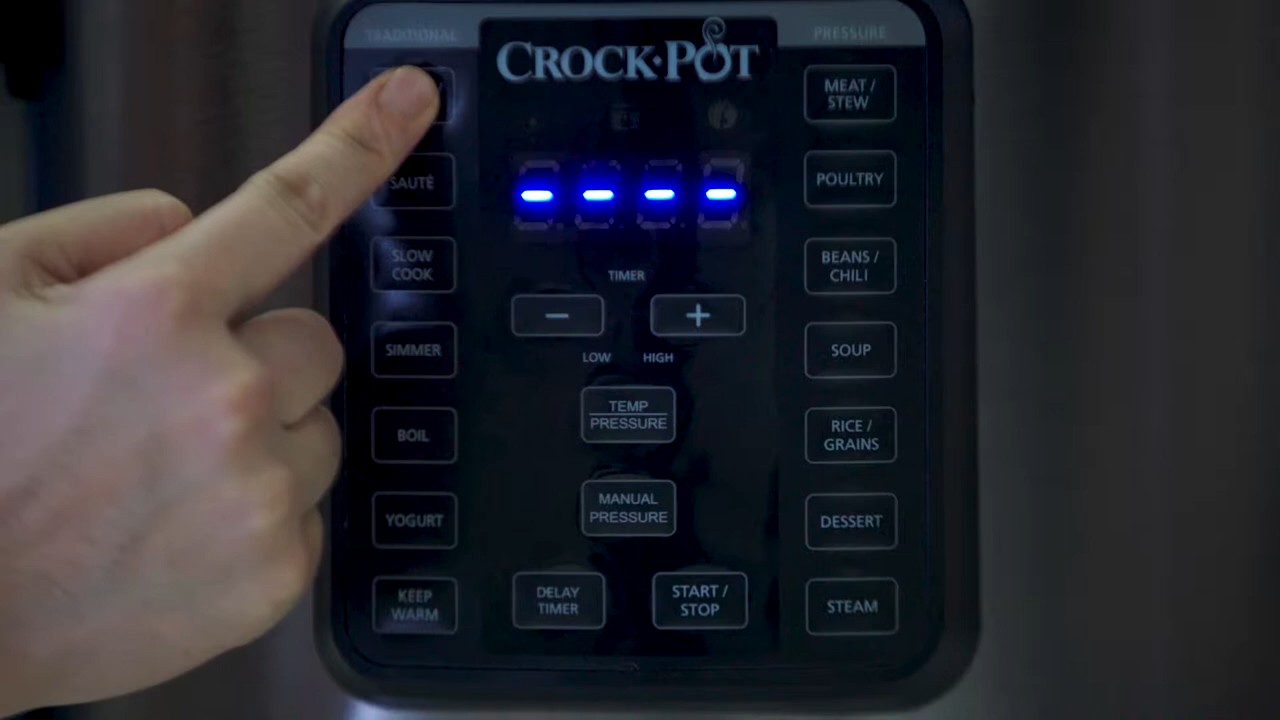 TRADITIONAL
PRESSURE
CROCK·POT
MEAT /
STEW
SAUTÉ
POULTRY
SLOW
COOK
TIMER
BEANS /
CHILI
−
+
SIMMER
LOW
HIGH
SOUP
TEMP
PRESSURE
BOIL
RICE /
GRAINS
YOGURT
MANUAL
PRESSURE
DESSERT
KEEP
WARM
DELAY
TIMER
START /
STOP
STEAM